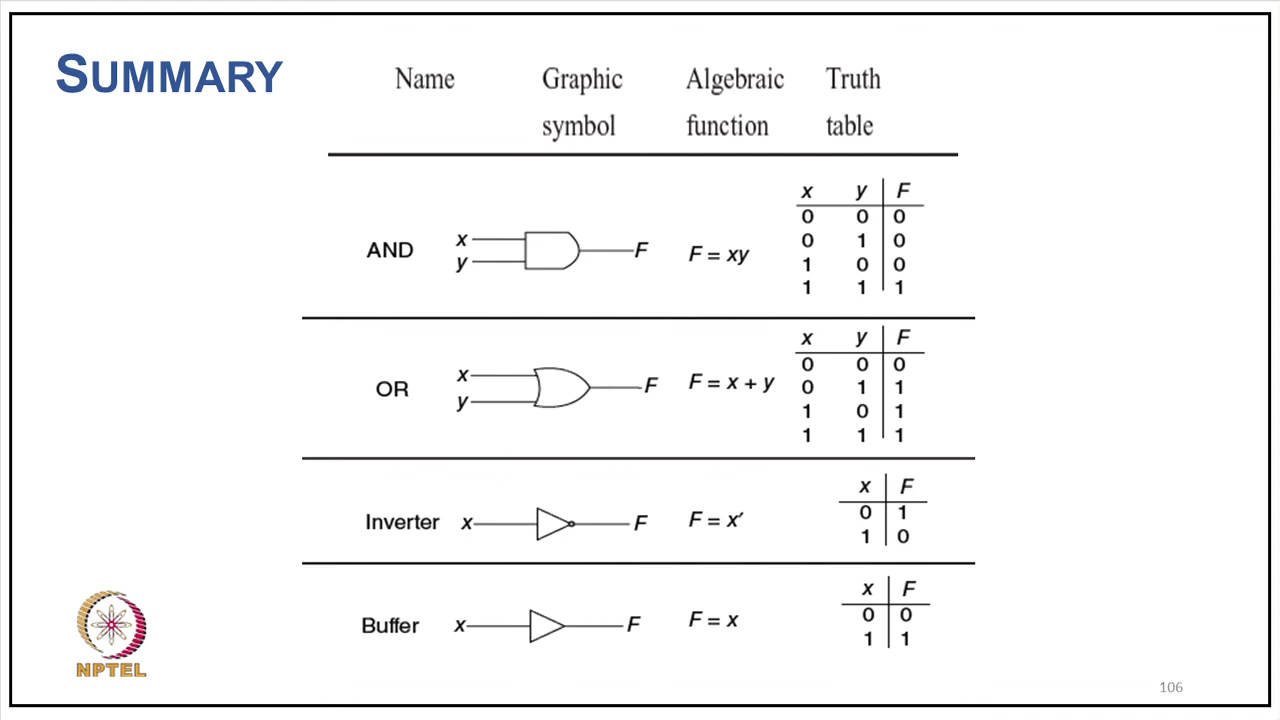 SUMMARY
Name Graphic symbol Algebraic function Truth table
AND x y F F = xy
x y F
0 0 0
0 1 0
1 0 0
1 1 1
OR x y F F = x + y
x y F
0 0 0
0 1 1
1 0 1
1 1 1
Inverter x F F = x′
x F
0 1
1 0
Buffer x F F = x
x F
0 0
1 1
NPTEL
106